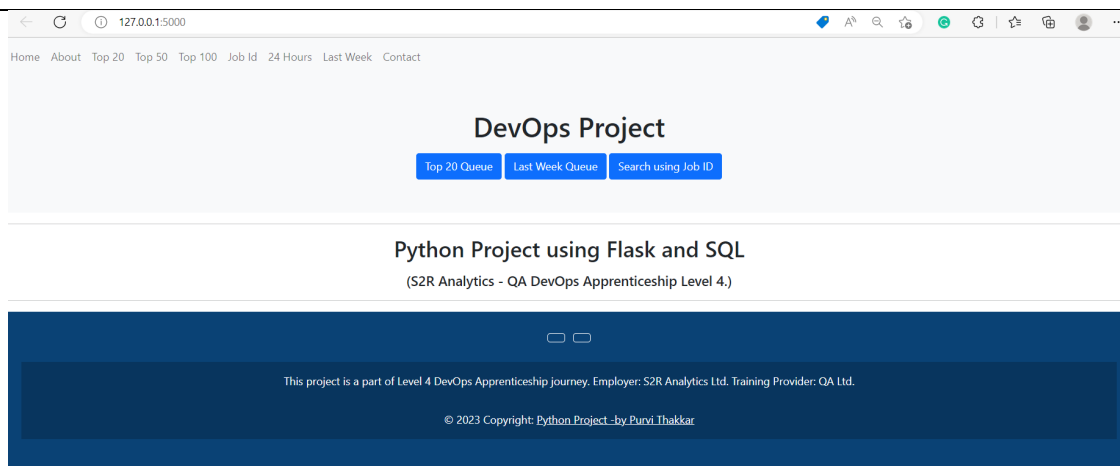 127.0.0.1:5000
Home About Top 20 Top 50 Top 100 Job Id 24 Hours Last Week Contact
DevOps Project
Top 20 Queue Last Week Queue Search using Job ID
Python Project using Flask and SQL
(S2R Analytics - QA DevOps Apprenticeship Level 4.)
This project is a part of Level 4 DevOps Apprenticeship journey. Employer: S2R Analytics Ltd. Training Provider: QA Ltd.
© 2023 Copyright: Python Project -by Purvi Thakkar